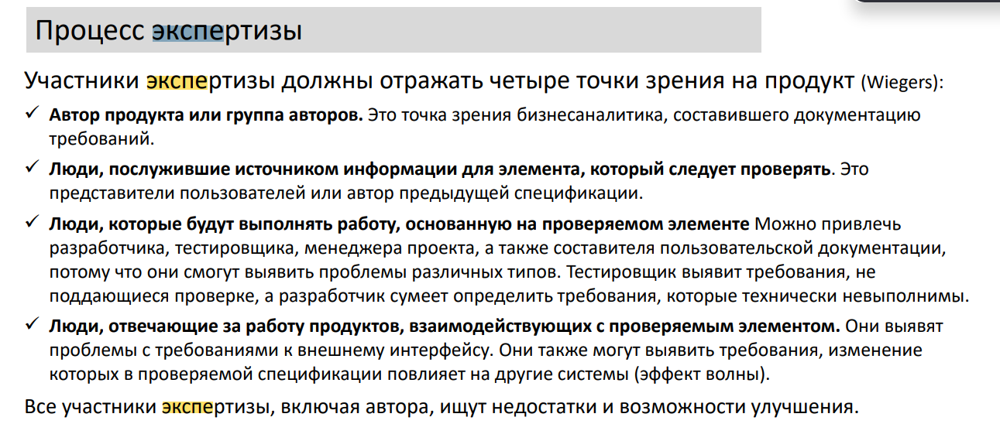 Процесс экспертизы
Участники экспертизы должны отражать четыре точки зрения на продукт (Wiegers):
✓ Автор продукта или группа авторов. Это точка зрения бизнесаналитика, составившего документацию
требований.
✓ Люди, послужившие источником информации для элемента, который следует проверять. Это
представители пользователей или автор предыдущей спецификации.
✓ Люди, которые будут выполнять работу, основанную на проверяемом элементе Можно привлечь
разработчика, тестировщика, менеджера проекта, а также составителя пользовательской документации,
потому что они смогут выявить проблемы различных типов. Тестировщик выявит требования, не
поддающиеся проверке, а разработчик сумеет определить требования, которые технически невыполнимы.
✓ Люди, отвечающие за работу продуктов, взаимодействующих с проверяемым элементом. Они выявят
проблемы с требованиями к внешнему интерфейсу. Они также могут выявить требования, изменение
которых в проверяемой спецификации повлияет на другие системы (эффект волны).
Все участники экспертизы, включая автора, ищут недостатки и возможности улучшения.